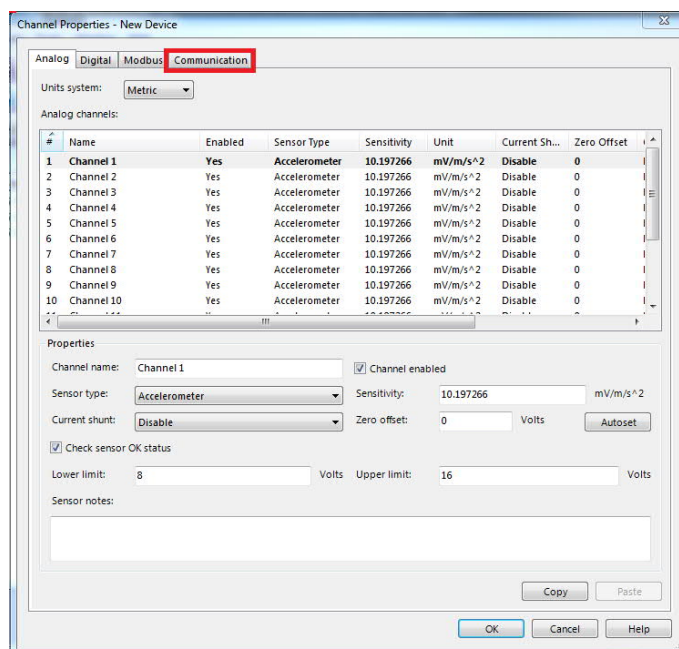 Channel Properties - New Device
Analog Digital Modbus Communication
Units system: Metric
Analog channels:
# Name Enabled Sensor Type Sensitivity Unit Current Sh... Zero Offset
1 Channel 1 Yes Accelerometer 10.197266 mV/m/s^2 Disable 0
2 Channel 2 Yes Accelerometer 10.197266 mV/m/s^2 Disable 0
3 Channel 3 Yes Accelerometer 10.197266 mV/m/s^2 Disable 0
4 Channel 4 Yes Accelerometer 10.197266 mV/m/s^2 Disable 0
5 Channel 5 Yes Accelerometer 10.197266 mV/m/s^2 Disable 0
6 Channel 6 Yes Accelerometer 10.197266 mV/m/s^2 Disable 0
7 Channel 7 Yes Accelerometer 10.197266 mV/m/s^2 Disable 0
8 Channel 8 Yes Accelerometer 10.197266 mV/m/s^2 Disable 0
9 Channel 9 Yes Accelerometer 10.197266 mV/m/s^2 Disable 0
10 Channel 10 Yes Accelerometer 10.197266 mV/m/s^2 Disable 0
Properties
Channel name: Channel 1 Channel enabled
Sensor type: Accelerometer Sensitivity: 10.197266 mV/m/s^2
Current shunt: Disable Zero offset: 0 Volts Autoset
Check sensor OK status
Lower limit: 8 Volts Upper limit: 16 Volts
Sensor notes:
Copy Paste
OK Cancel Help